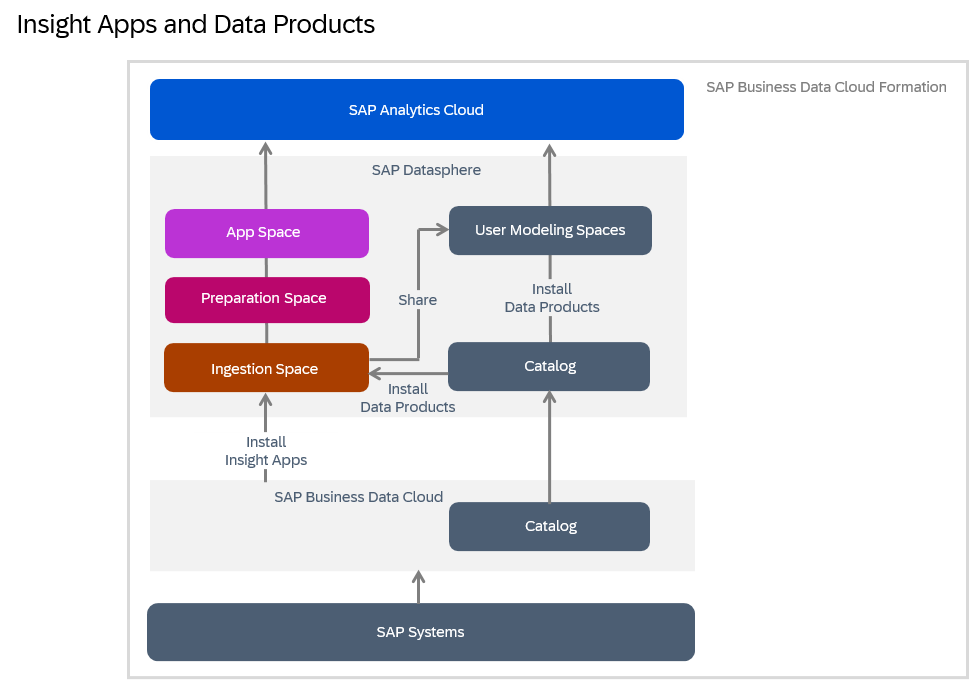 Insight Apps and Data Products
SAP Business Data Cloud Formation
SAP Analytics Cloud
SAP Datasphere
App Space
User Modeling Spaces
Preparation Space
Share
Install
Data Products
Ingestion Space
Catalog
Install
Data Products
Install
Insight Apps
SAP Business Data Cloud
Catalog
SAP Systems